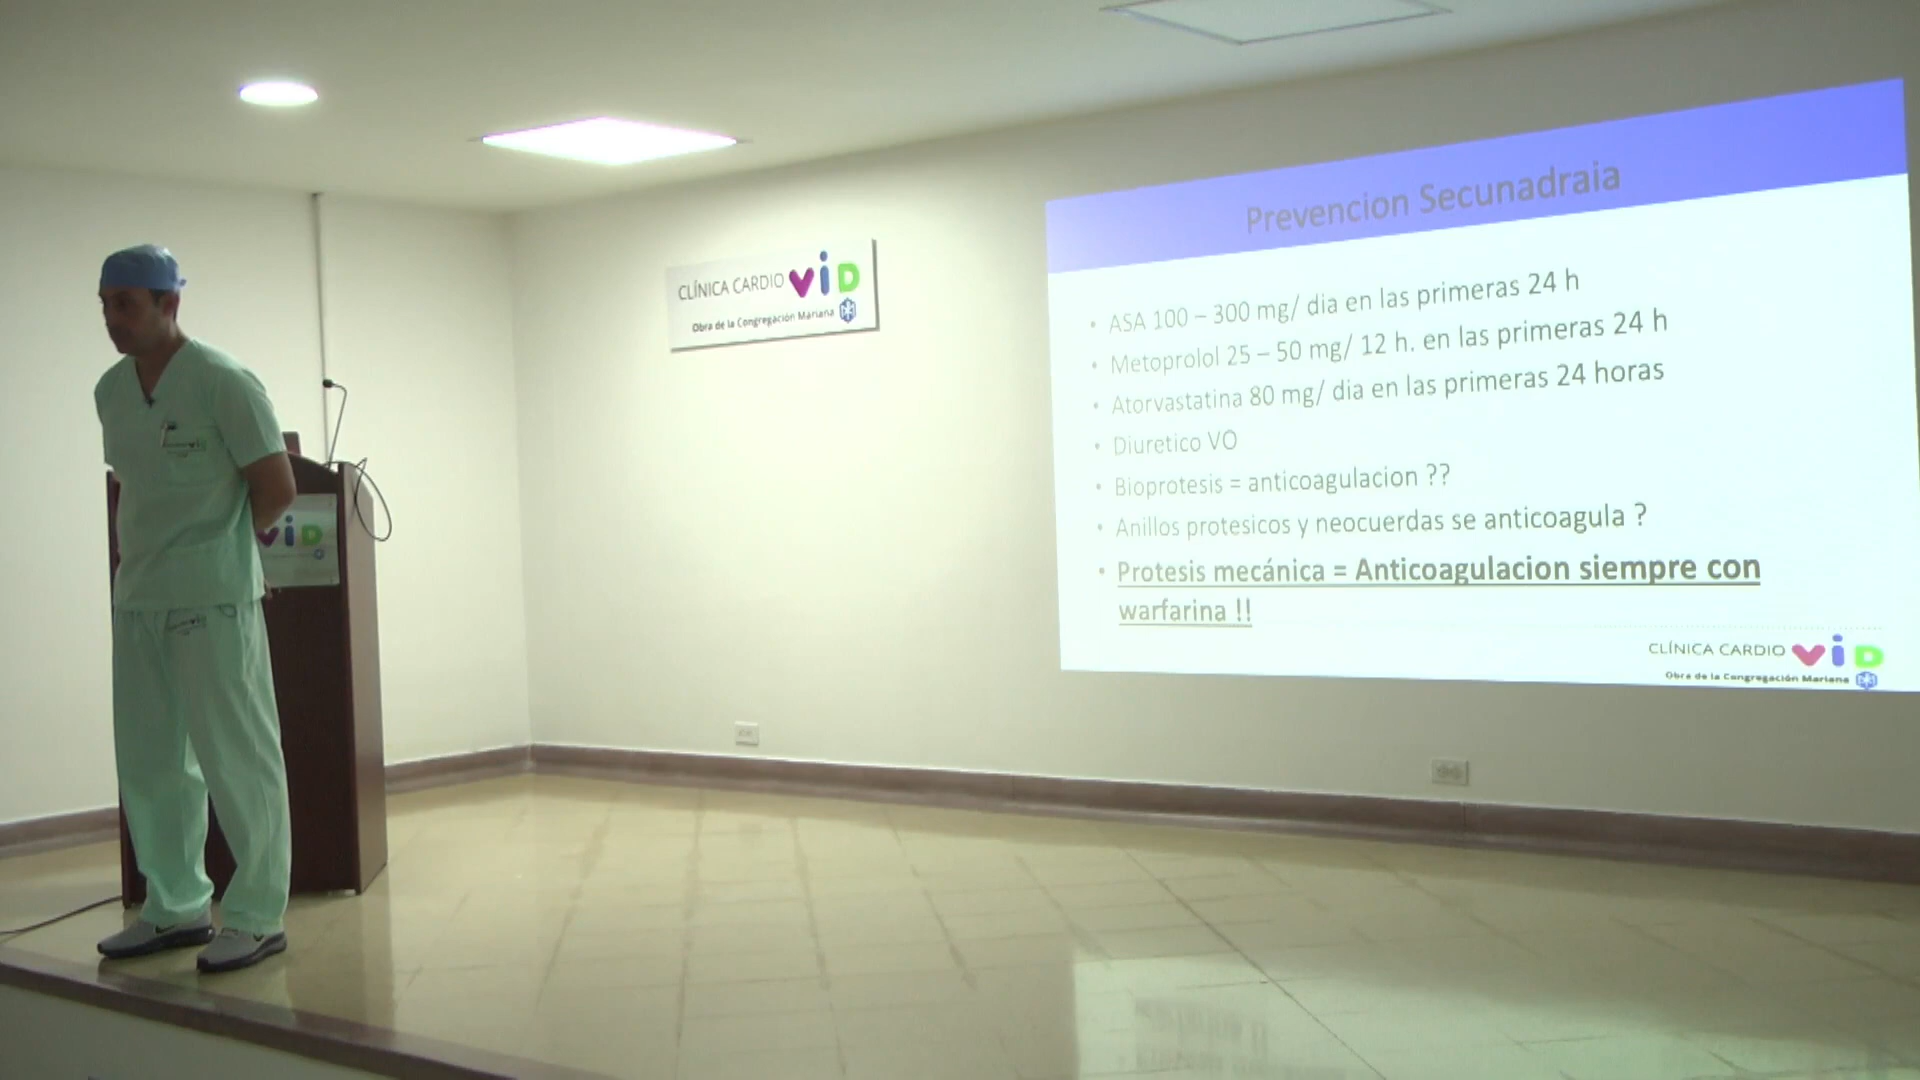 CLÍNICA CARDIO VID
Obra de la Congregación Mariana
VID
Prevencion Secunadraia
• ASA 100 – 300 mg/ dia en las primeras 24 h
• Metoprolol 25 – 50 mg/ 12 h. en las primeras 24 h
• Atorvastatina 80 mg/ dia en las primeras 24 horas
• Diuretico VO
• Bioprotesis = anticoagulacion ??
• Anillos protesicos y neocuerdas se anticoagula ?
• Protesis mecánica = Anticoagulacion siempre con
warfarina !!
CLÍNICA CARDIO VID
Obra de la Congregación Mariana